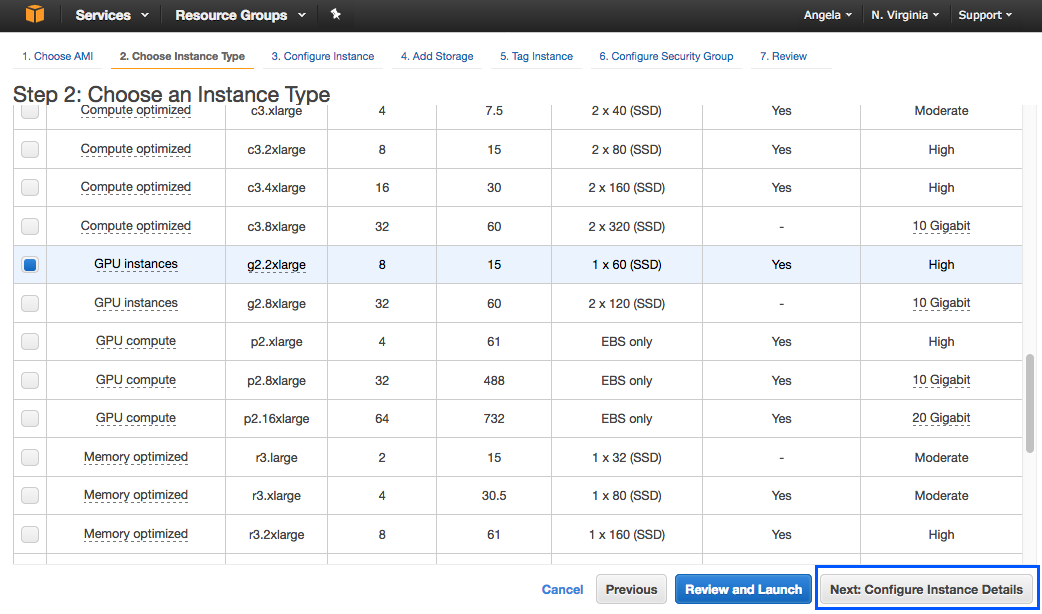 Services Resource Groups Angela N. Virginia Support
1. Choose AMI 2. Choose Instance Type 3. Configure Instance 4. Add Storage 5. Tag Instance 6. Configure Security Group 7. Review
Step 2: Choose an Instance Type
Compute optimized c3.xlarge 4 7.5 2 x 40 (SSD) Yes Moderate
Compute optimized c3.2xlarge 8 15 2 x 80 (SSD) Yes High
Compute optimized c3.4xlarge 16 30 2 x 160 (SSD) Yes High
Compute optimized c3.8xlarge 32 60 2 x 320 (SSD) - 10 Gigabit
GPU instances g2.2xlarge 8 15 1 x 60 (SSD) Yes High
GPU instances g2.8xlarge 32 60 2 x 120 (SSD) - 10 Gigabit
GPU compute p2.xlarge 4 61 EBS only Yes High
GPU compute p2.8xlarge 32 488 EBS only Yes 10 Gigabit
GPU compute p2.16xlarge 64 732 EBS only Yes 20 Gigabit
Memory optimized r3.large 2 15 1 x 32 (SSD) - Moderate
Memory optimized r3.xlarge 4 30.5 1 x 80 (SSD) Yes Moderate
Memory optimized r3.2xlarge 8 61 1 x 160 (SSD) Yes High
Cancel Previous Review and Launch Next: Configure Instance Details